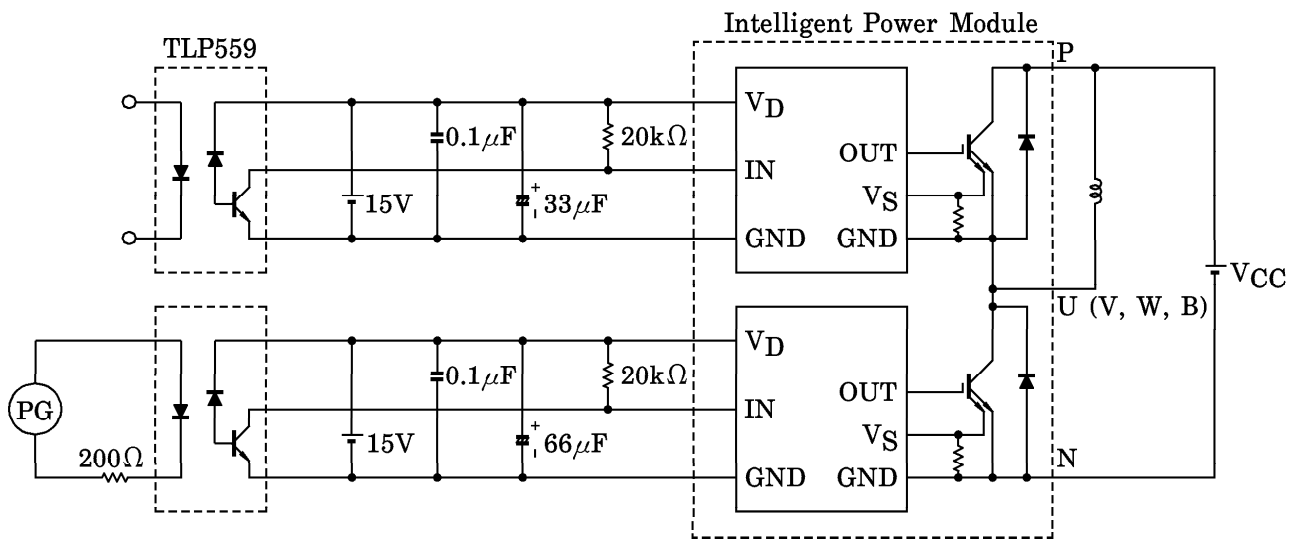 Intelligent Power Module
TLP559
P
VD
0.1µF
20kΩ
OUT
IN
VS
15V
+
-
33µF
GND
GND
VCC
U (V, W, B)
VD
0.1µF
20kΩ
OUT
PG
IN
VS
15V
+
-
66µF
200Ω
N
GND
GND